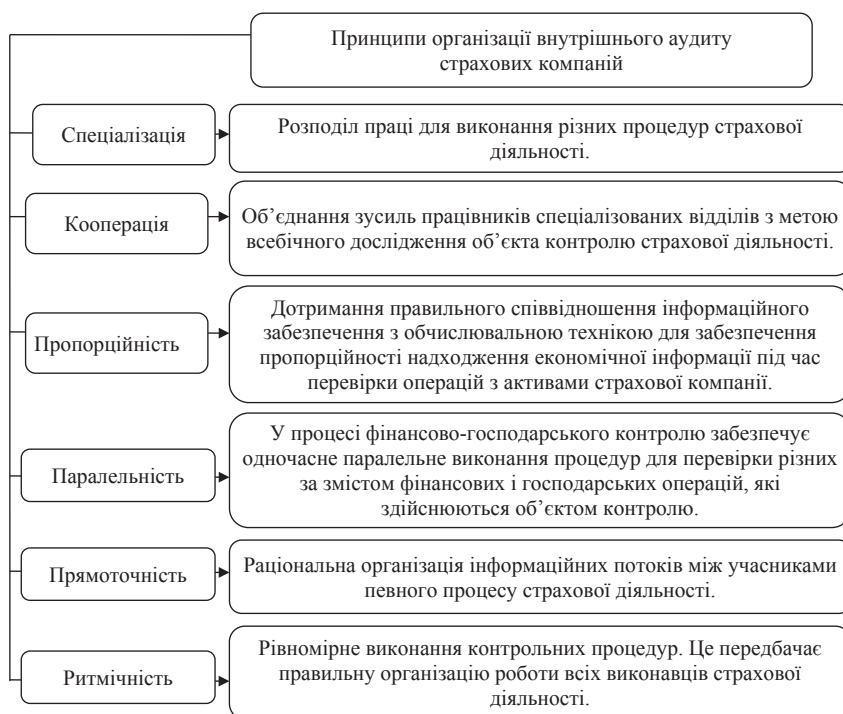 Принципи організації внутрішнього аудиту
страхових компаній
Спеціалізація
Розподіл праці для виконання різних процедур страхової
діяльності.
Кооперація
Об’єднання зусиль працівників спеціалізованих відділів з метою
всебічного дослідження об’єкта контролю страхової діяльності.
Пропорційність
Дотримання правильного співвідношення інформаційного
забезпечення з обчислювальною технікою для забезпечення
пропорційності надходження економічної інформації під час
перевірки операцій з активами страхової компанії.
Паралельність
У процесі фінансово-господарського контролю забезпечує
одночасне паралельне виконання процедур для перевірки різних
за змістом фінансових і господарських операцій, які
здійснюються об’єктом контролю.
Прямоточність
Раціональна організація інформаційних потоків між учасниками
певного процесу страхової діяльності.
Ритмічність
Рівномірне виконання контрольних процедур. Це передбачає
правильну організацію роботи всіх виконавців страхової
діяльності.